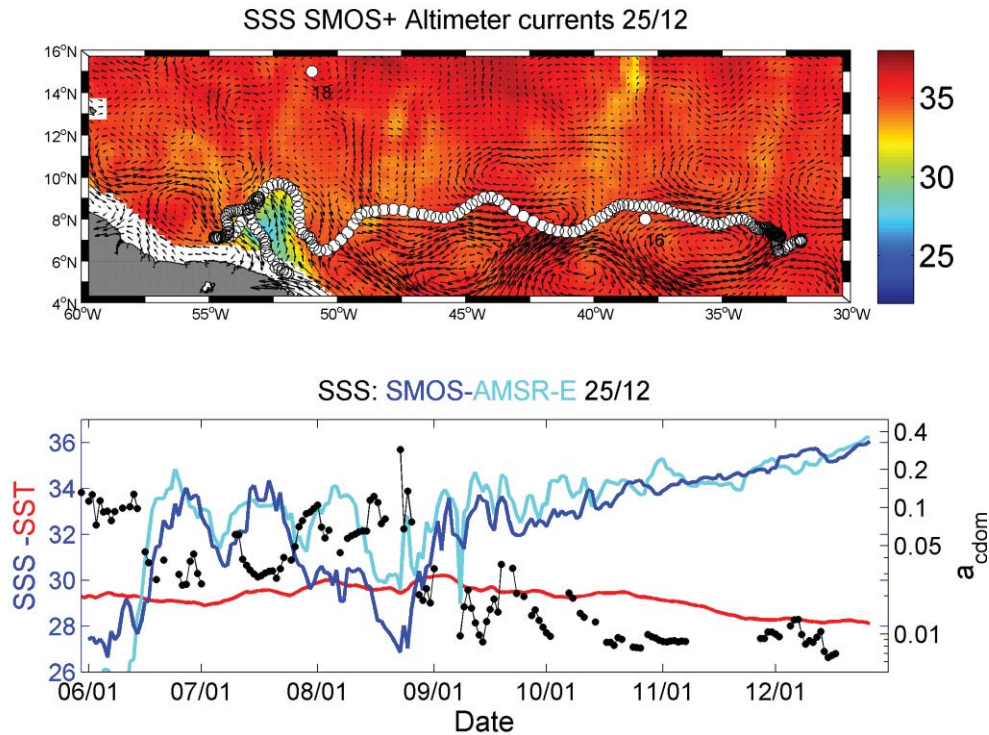 SSS SMOS+ Altimeter currents 25/12
16°N
14°N
12°N
10°N
8°N
6°N
4°N
60°W 55°W 50°W 45°W 40°W 35°W 30°W
18
16
35
30
25
SSS: SMOS-AMSR-E 25/12
SSS -SST
36
34
32
30
28
26
0.4
0.2
0.1
0.05
0.01
a_cdom
06/01 07/01 08/01 09/01 10/01 11/01 12/01
Date